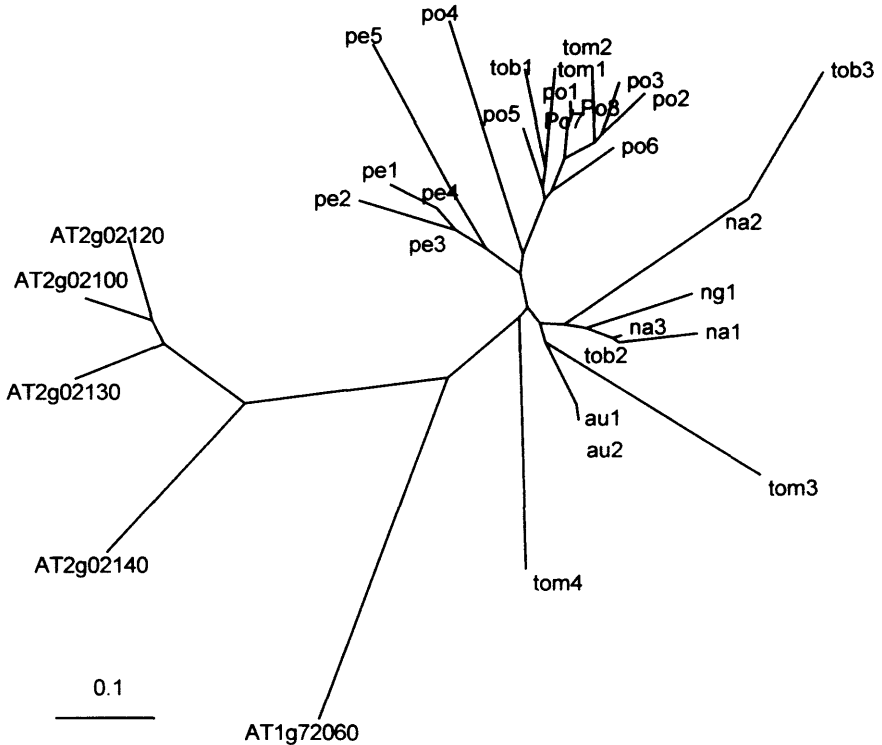 po4
pe5
tom2
tob1
tom1
tob3
po3
po1
po2
Po8
po5
Po7
po6
pe1
pe4
pe2
na2
AT2g02120
pe3
AT2g02100
ng1
na3
na1
tob2
AT2g02130
au1
au2
tom3
AT2g02140
tom4
0.1
AT1g72060